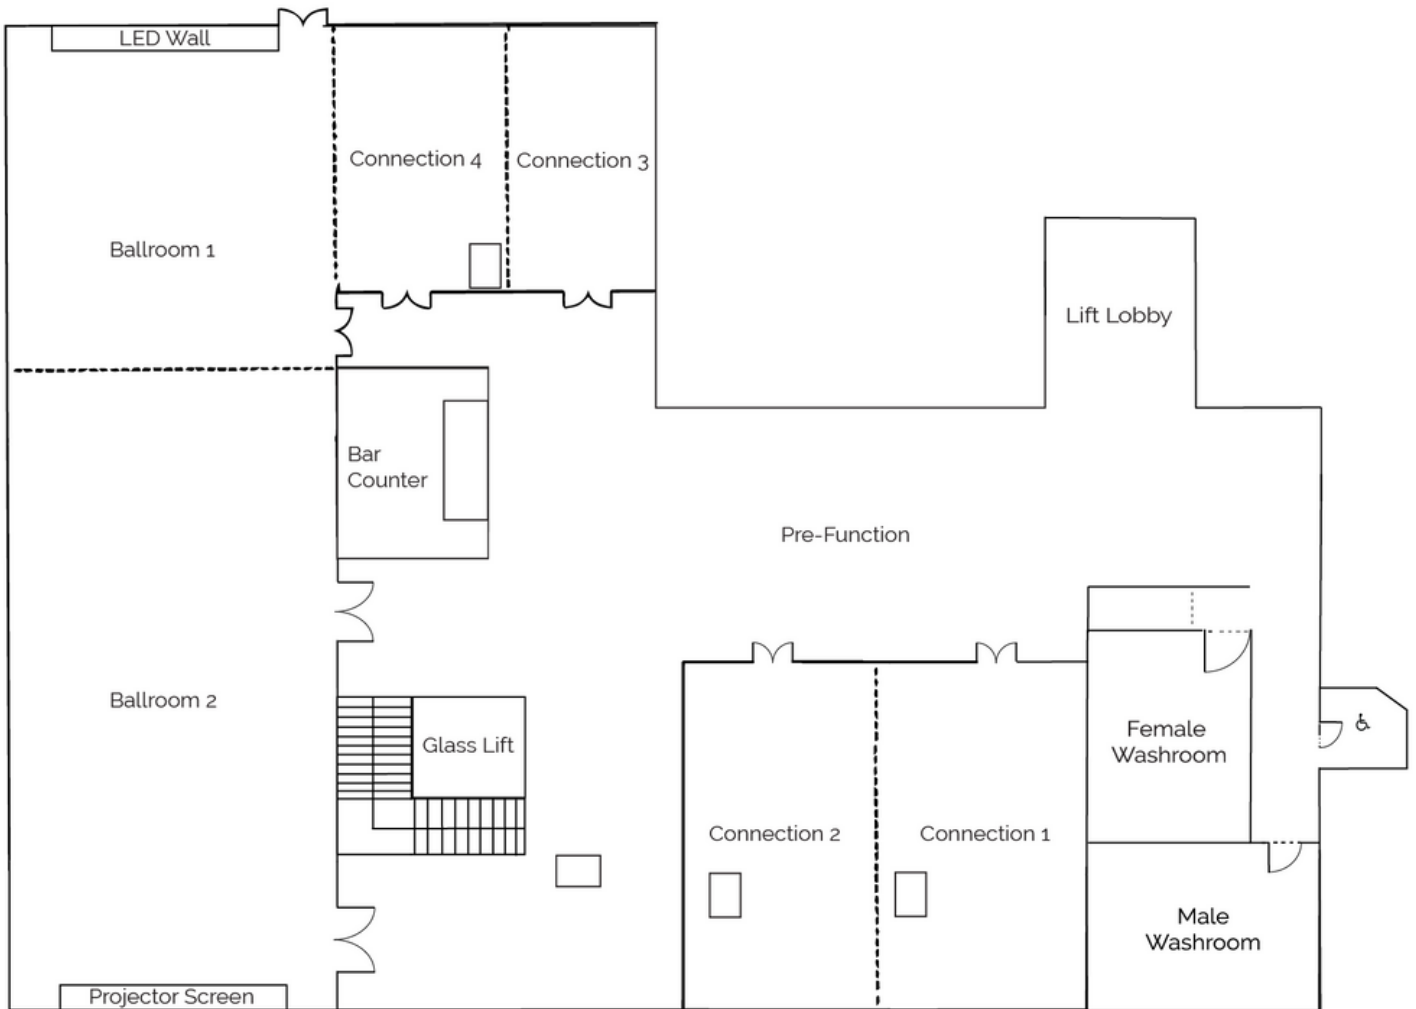 LED Wall
Connection 4
Connection 3
Ballroom 1
Lift Lobby
Bar
Counter
Pre-Function
Ballroom 2
Glass Lift
Female
Washroom
Connection 2
Connection 1
Male
Washroom
Projector Screen